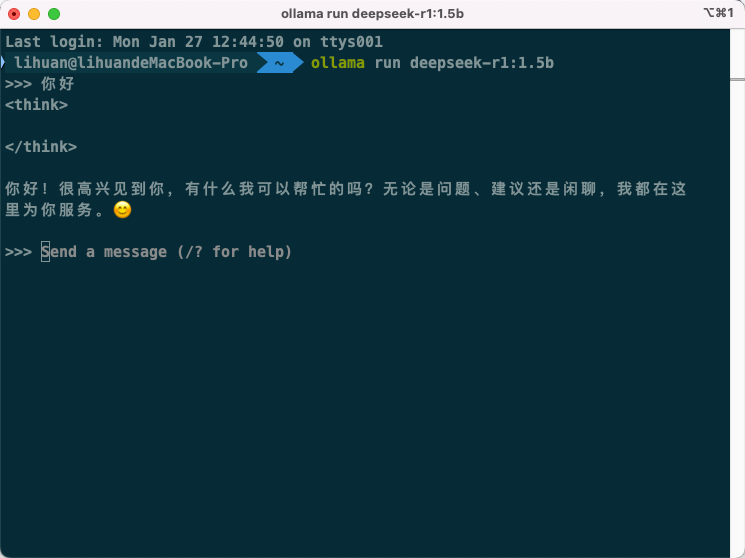 ollama run deepseek-r1:1.5b
⌥⌘1
Last login: Mon Jan 27 12:44:50 on ttys001
lihuan@lihuandeMacBook-Pro ~ ollama run deepseek-r1:1.5b
>>> 你好
<think>
</think>
你好！很高兴见到你，有什么我可以帮忙的吗？无论是问题、建议还是闲聊，我都在这
里为你服务。😊
>>> Send a message (/? for help)